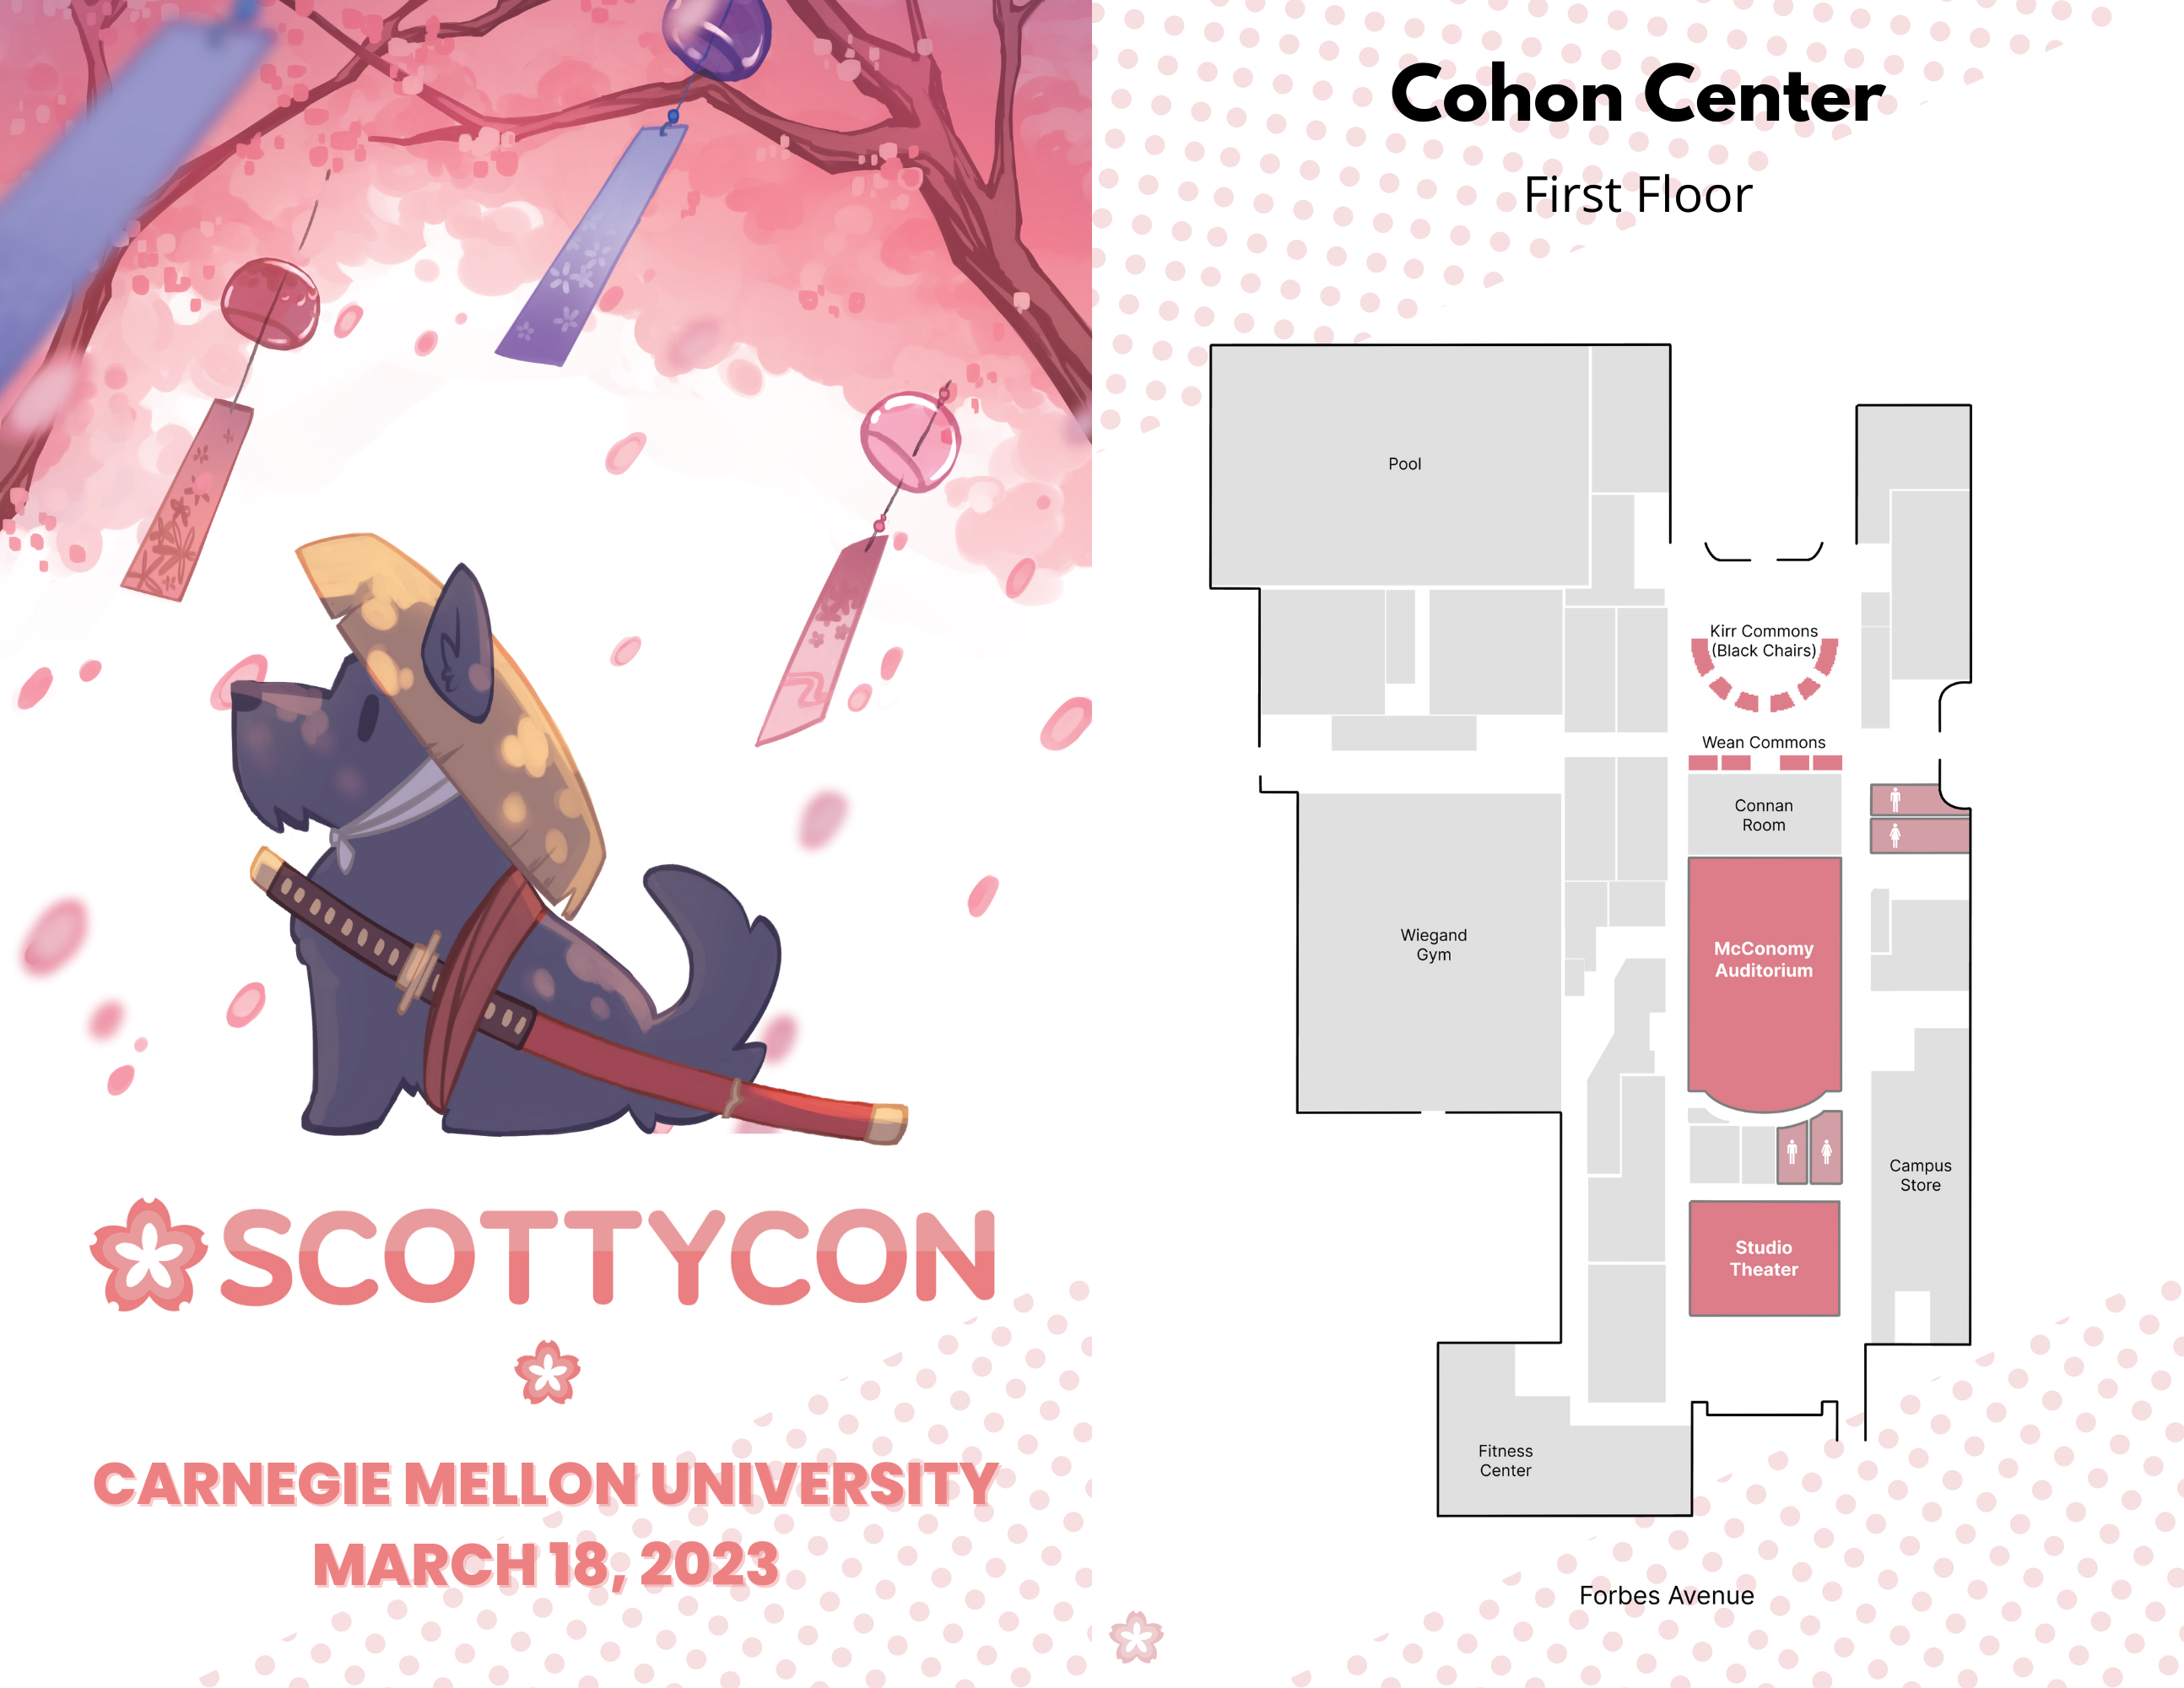 SCOTTYCON
CARNEGIE MELLON UNIVERSITY
MARCH 18, 2023
Cohon Center
First Floor
Pool
Kirr Commons
(Black Chairs)
Wean Commons
Connan
Room
McConomy
Auditorium
Wiegand
Gym
Campus
Store
Studio
Theater
Fitness
Center
Forbes Avenue